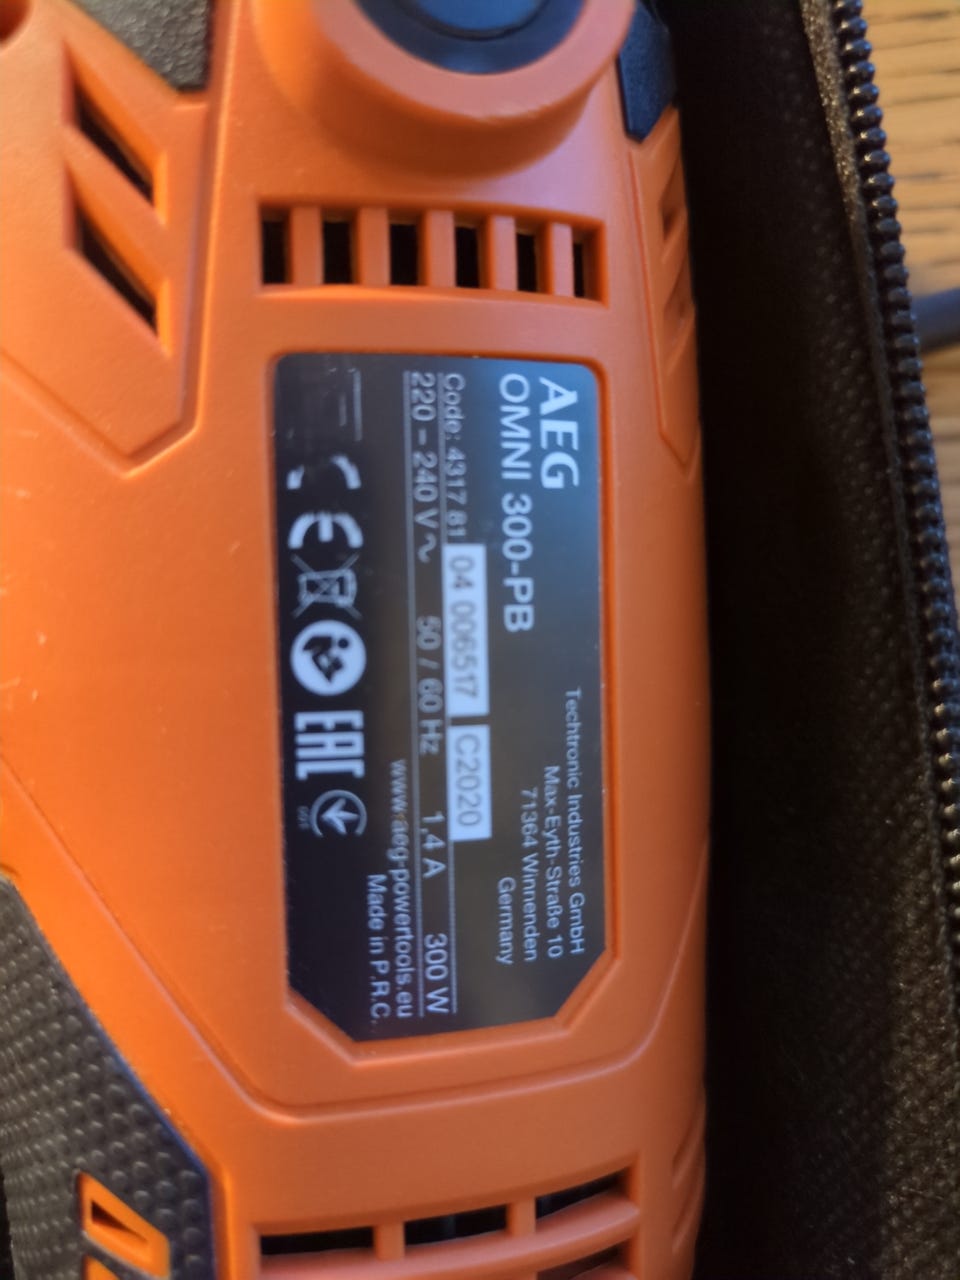 AEG
OMNI 300-PB
Techtronic Industries GmbH
Max-Eyth-Straße 10
71364 Winnenden
Germany
Code: 4317 81 04 006517 C2020
220 - 240 V ~ 50 / 60 Hz 1,4 A 300 W
www.aeg-powertools.eu
Made in P.R.C.
CE
EAC